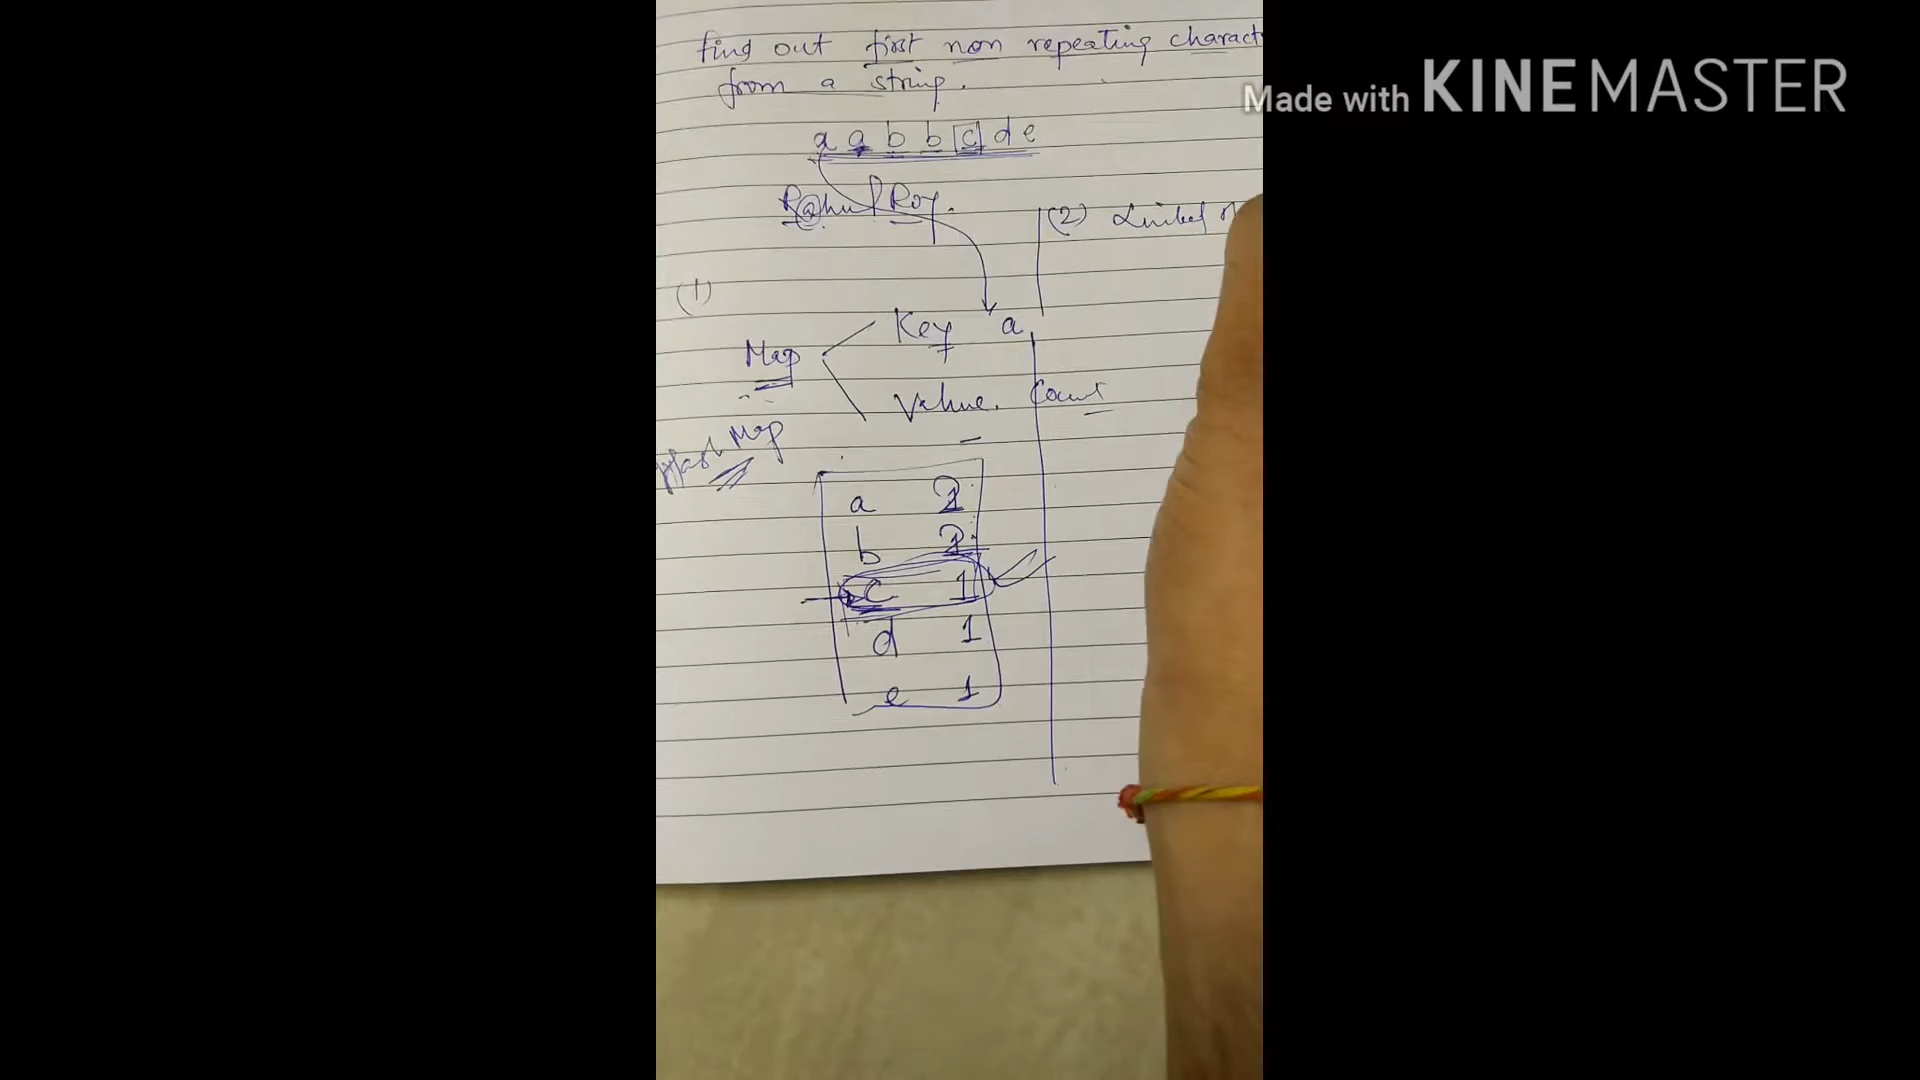 find out first non repeating charact
from a string.
Made with KINEMASTER
a a b b c d e
Rahul Roy.
(2)
(1)
Key a
Map
Value. Count
Hash Map
a 2
b 2
c 1
d 1
e 1